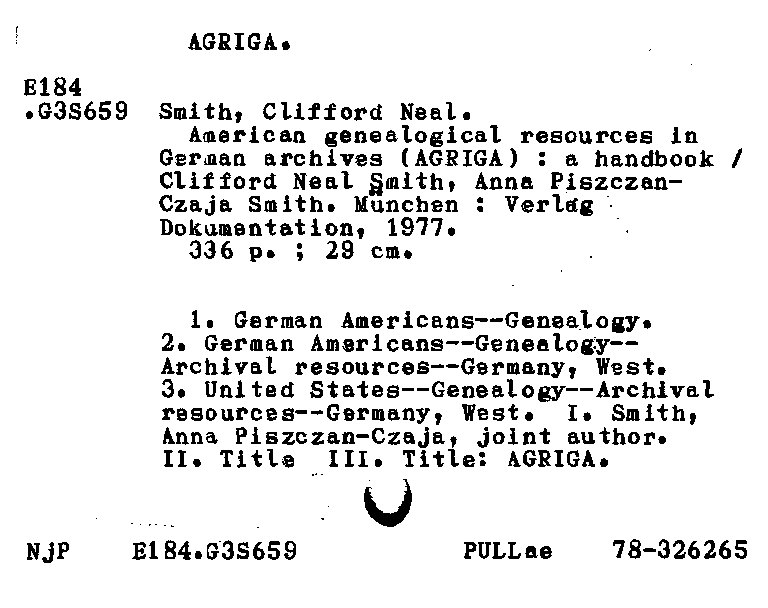 AGRIGA.
E184
.G3S659 Smith, Clifford Neal.
American genealogical resources in
German archives (AGRIGA) : a handbook /
Clifford Neal Smith, Anna Piszczan-
Czaja Smith. München : Verlag
Dokumentation, 1977.
336 p. ; 29 cm.
1. German Americans--Genealogy.
2. German Americans--Genealogy--
Archival resources--Germany, West.
3. United States--Genealogy--Archival
resources--Germany, West. I. Smith,
Anna Piszczan-Czaja, joint author.
II. Title III. Title: AGRIGA.
NjP E184.G3S659 PULLae 78-326265